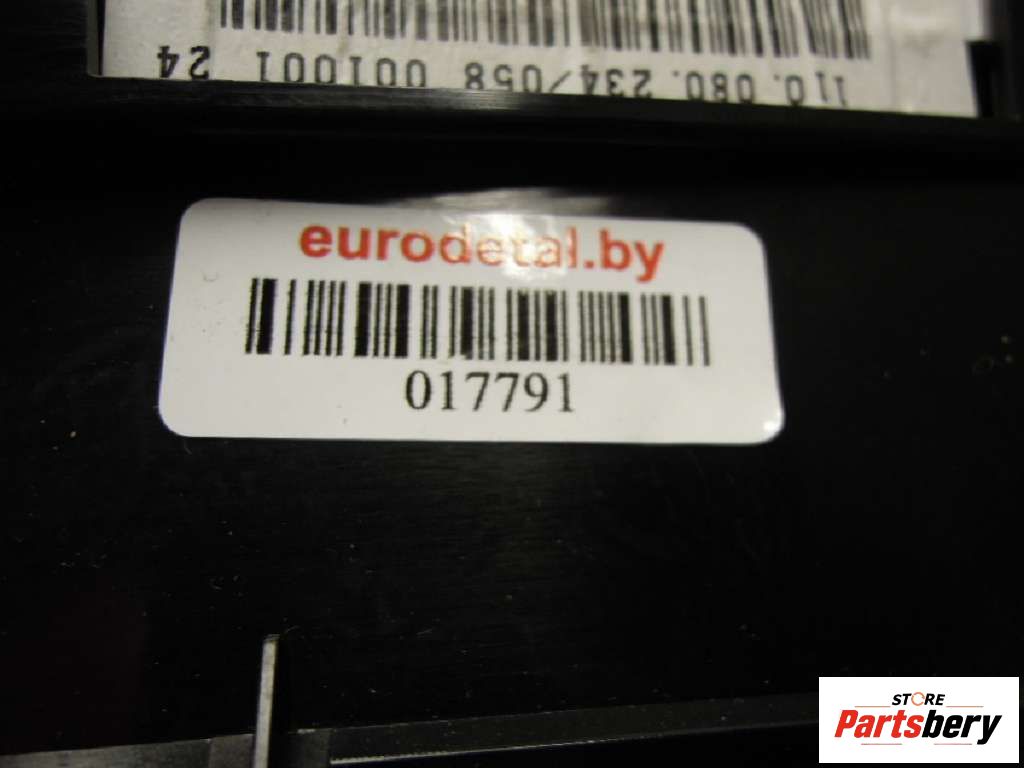 110.080.234/058 001001 24
eurodetal.by
017791
STORE
Partsbery